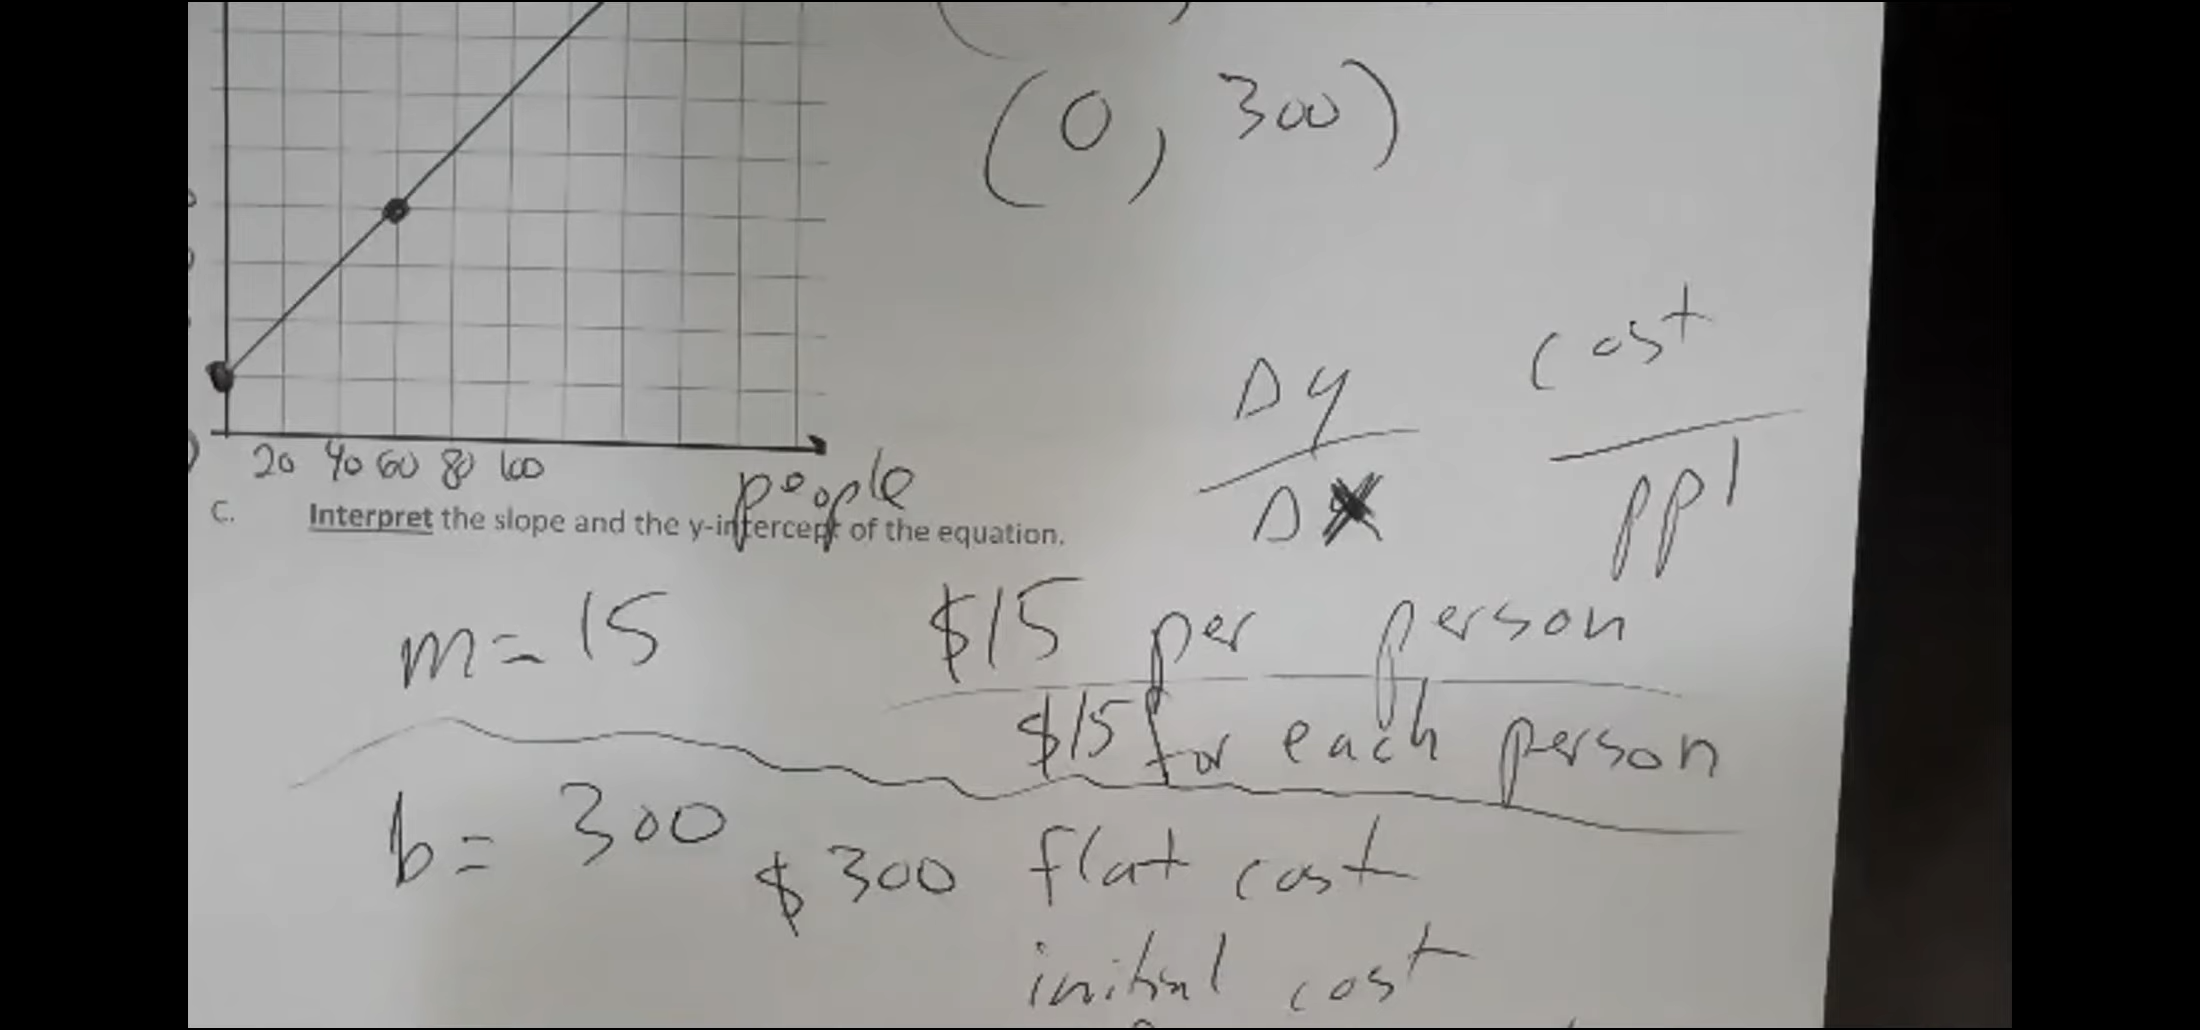 (0, 300)
Δy
Δx
cost
ppl
20 40 60 80 100
people
C. Interpret the slope and the y-intercept of the equation.
m = 15
$15 per person
$15 for each person
b = 300
$300 flat cost
initial cost